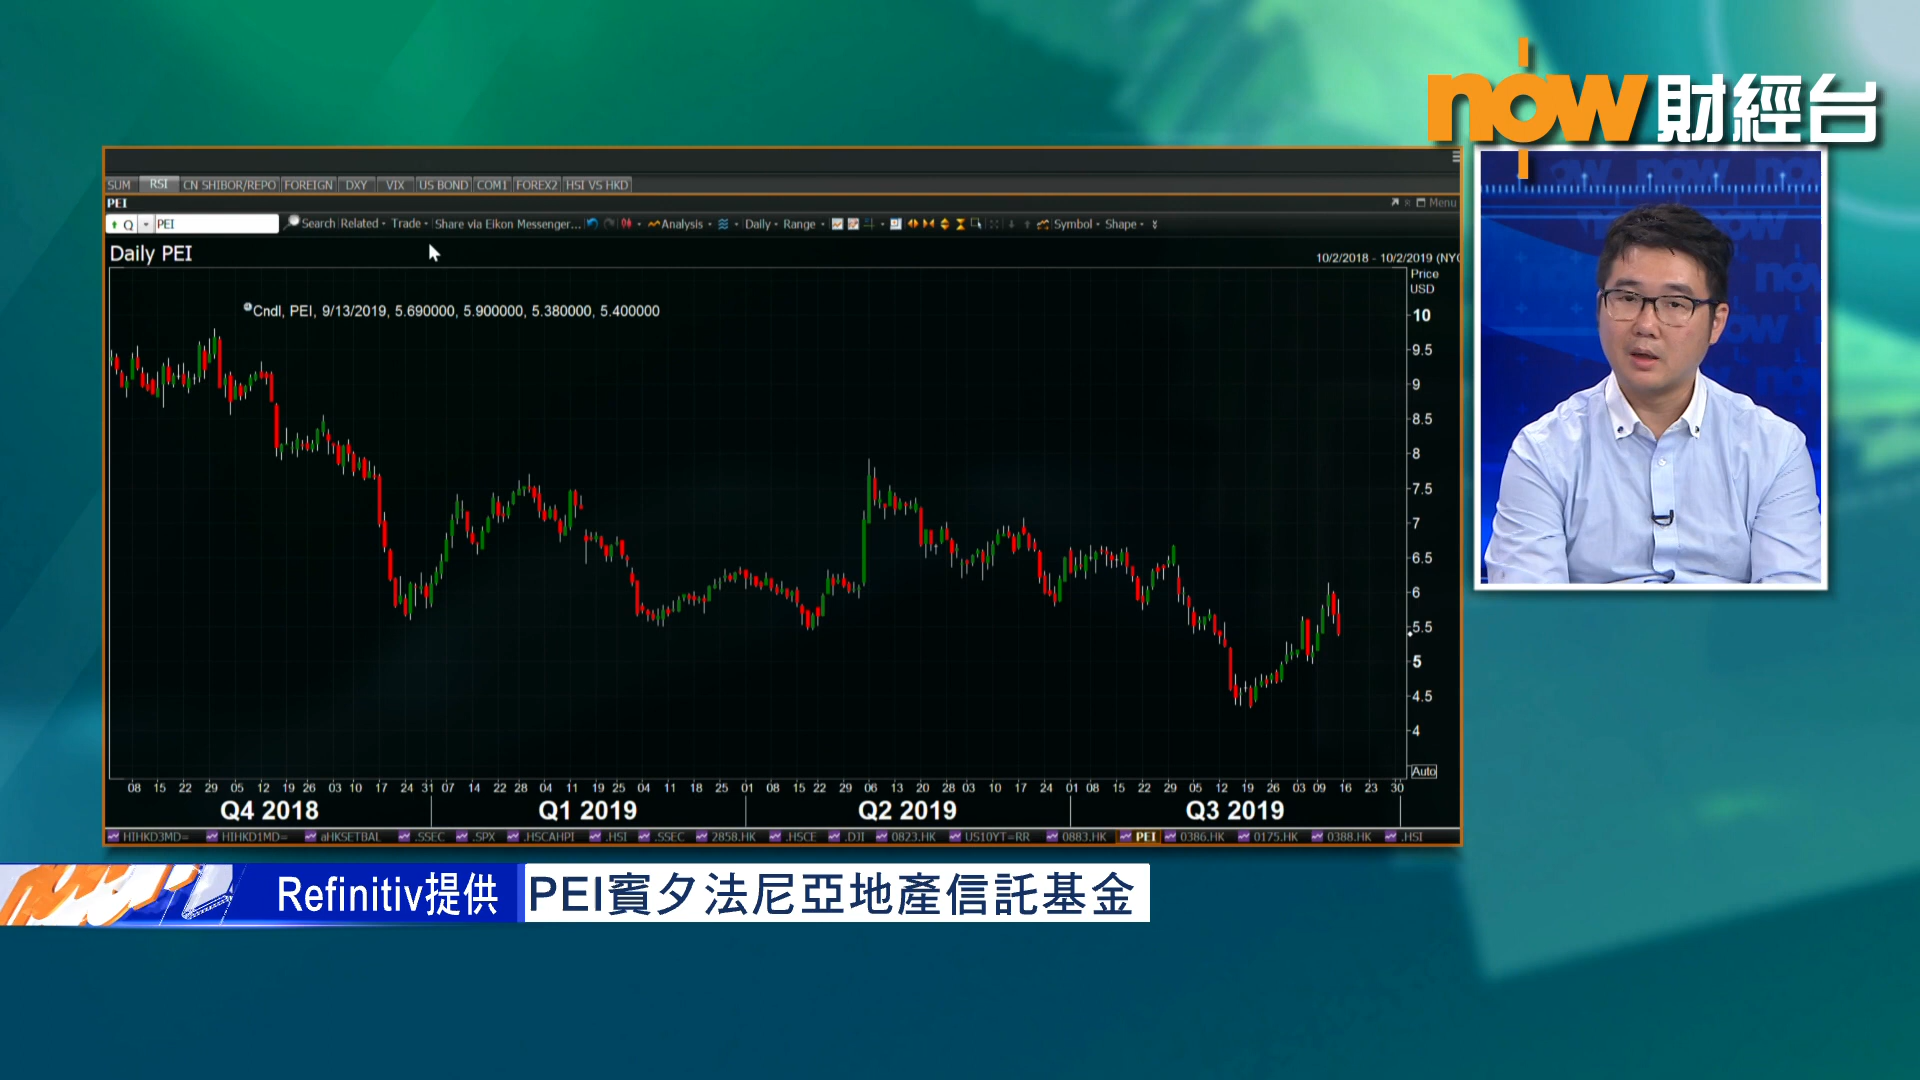 now 財經台
SUM RSI CN SHIBOR/REPO FOREIGN DXY VIX US BOND COM1 FOREX2 HSI VS HKD
PEI
Menu
Q PEI Search Related Trade Share via Eikon Messenger... Analysis Daily Range Symbol Shape
Daily PEI
10/2/2018 - 10/2/2019 (NYC
Price
USD
Cndl, PEI, 9/13/2019, 5.690000, 5.900000, 5.380000, 5.400000
10
9.5
9
8.5
8
7.5
7
6.5
6
5.5
5
4.5
4
Auto
08 15 22 29 05 12 19 26 03 10 17 24 31 07 14 22 28 04 11 19 25 04 11 18 25 01 08 15 22 29 06 13 20 28 03 10 17 24 01 08 15 22 29 05 12 19 26 03 09 16 23 30
Q4 2018 Q1 2019 Q2 2019 Q3 2019
HIHKD3MD= HIHKD1MD= aHKSETBAL .SSEC .SPX .HSCAHPI .HSI .SSEC 2858.HK .HSCE .DJI 0823.HK US10YT=RR 0883.HK PEI 0386.HK 0175.HK 0388.HK .HSI
Refinitiv提供 PEI賓夕法尼亞地產信託基金